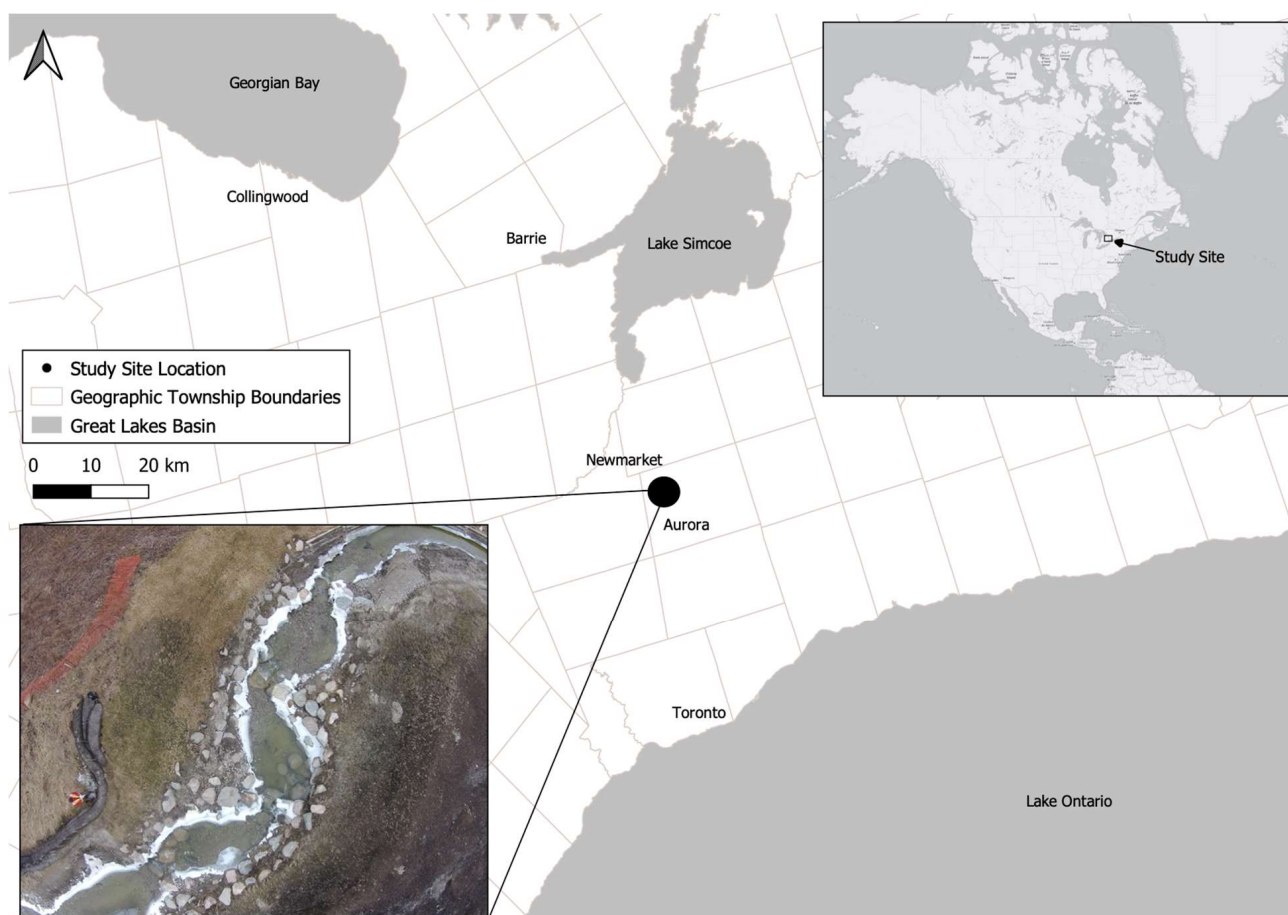 Georgian Bay
Collingwood
Barrie
Lake Simcoe
Study Site
Study Site Location
Geographic Township Boundaries
Great Lakes Basin
0 10 20 km
Newmarket
Aurora
Toronto
Lake Ontario